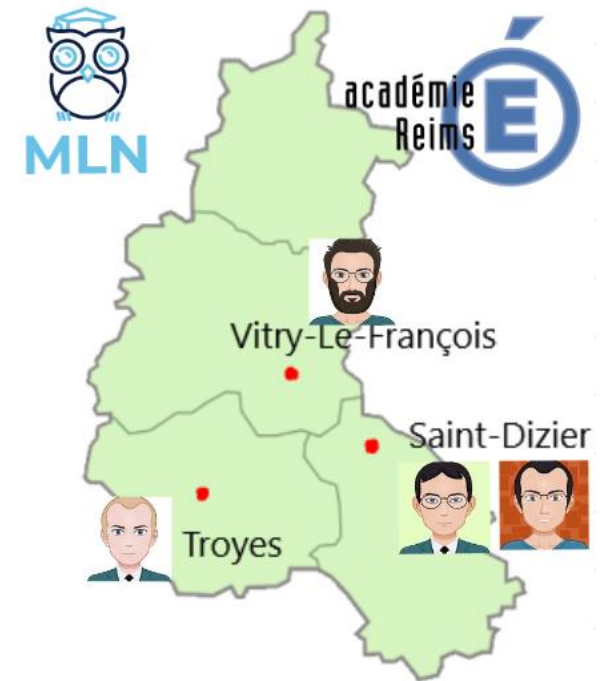 MLN
académie
Reims
É
Vitry-Le-François
Saint-Dizier
Troyes